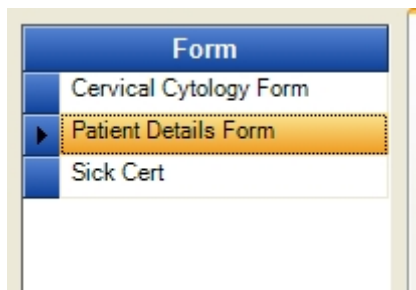 Form
Cervical Cytology Form
Patient Details Form
Sick Cert